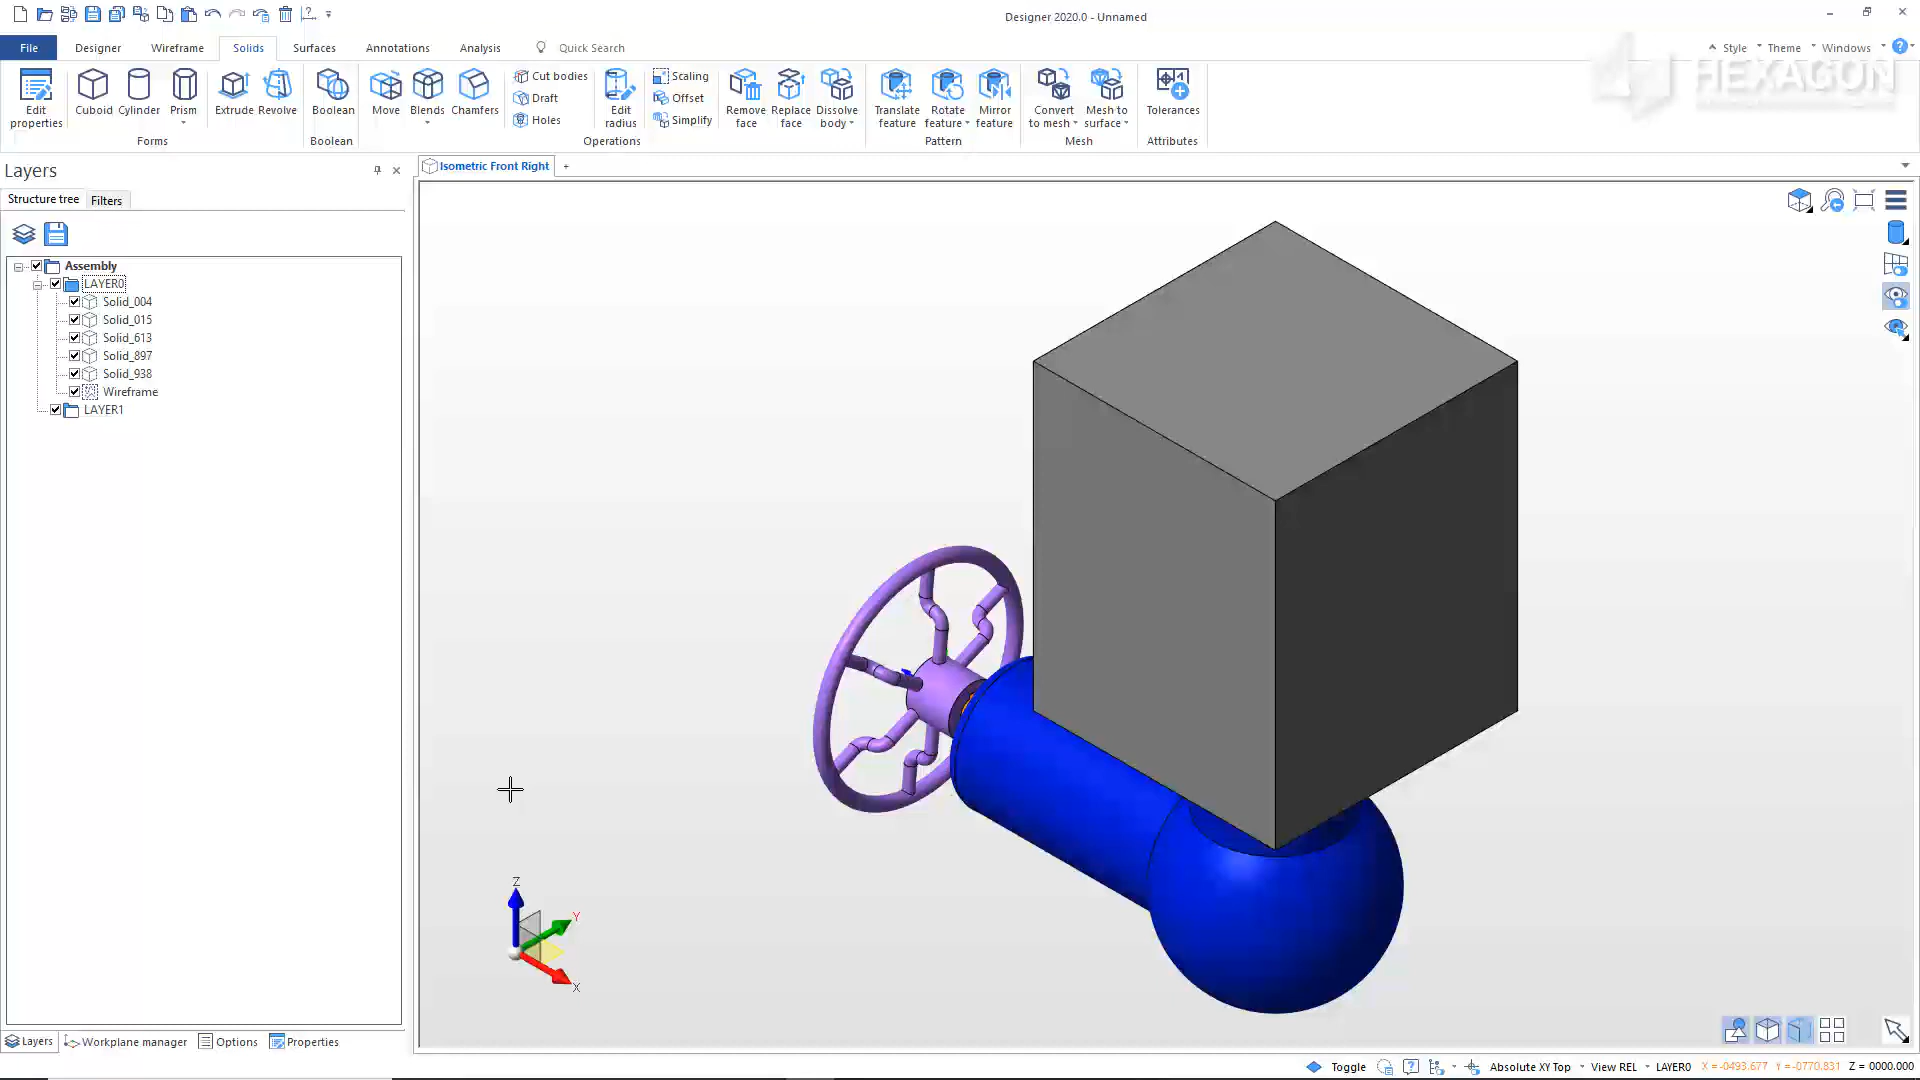 Designer 2020.0 - Unnamed
File Designer Wireframe Solids Surfaces Annotations Analysis Quick Search Style Theme Windows
HEXAGON
Edit properties Cuboid Cylinder Prism Extrude Revolve Boolean Move Blends Chamfers Cut bodies Draft Holes Edit radius Scaling Offset Simplify Remove face Replace face Dissolve body Translate feature Rotate feature Mirror feature Convert to mesh Mesh to surface Tolerances
Forms Boolean Operations Pattern Mesh Attributes
Layers
Isometric Front Right +
Structure tree Filters
Assembly
LAYER0
Solid_004
Solid_015
Solid_613
Solid_897
Solid_938
Wireframe
LAYER1
Z
Y
X
Layers Workplane manager Options Properties
Toggle Absolute XY Top View REL LAYER0 X = -0493.677 Y = -0770.831 Z = 0000.000